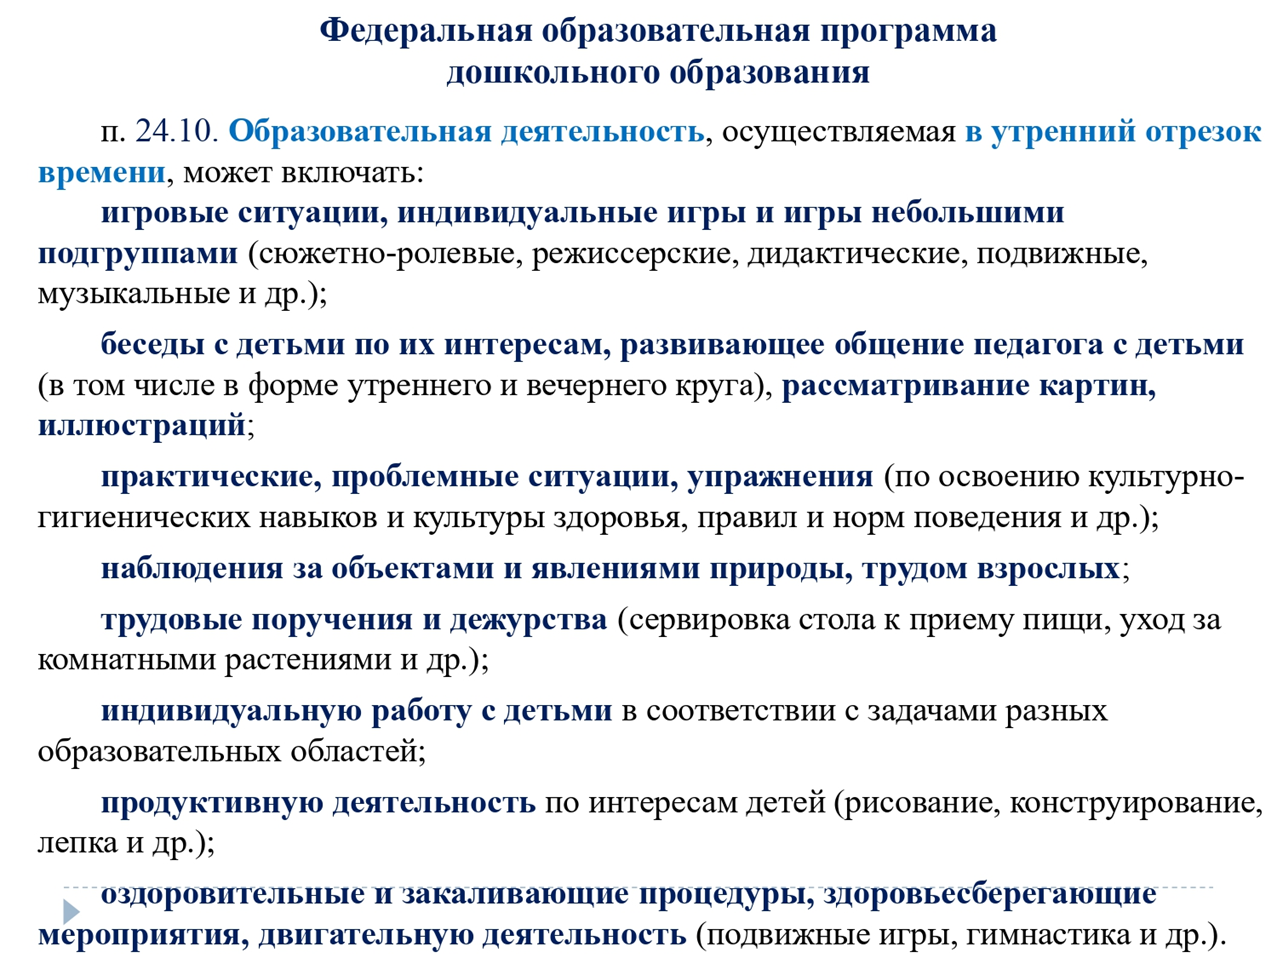 Федеральная образовательная программа
дошкольного образования
п. 24.10. Образовательная деятельность, осуществляемая в утренний отрезок
времени, может включать:
игровые ситуации, индивидуальные игры и игры небольшими
подгруппами (сюжетно-ролевые, режиссерские, дидактические, подвижные,
музыкальные и др.);
беседы с детьми по их интересам, развивающее общение педагога с детьми
(в том числе в форме утреннего и вечернего круга), рассматривание картин,
иллюстраций;
практические, проблемные ситуации, упражнения (по освоению культурно-
гигиенических навыков и культуры здоровья, правил и норм поведения и др.);
наблюдения за объектами и явлениями природы, трудом взрослых;
трудовые поручения и дежурства (сервировка стола к приему пищи, уход за
комнатными растениями и др.);
индивидуальную работу с детьми в соответствии с задачами разных
образовательных областей;
продуктивную деятельность по интересам детей (рисование, конструирование,
лепка и др.);
оздоровительные и закаливающие процедуры, здоровьесберегающие
мероприятия, двигательную деятельность (подвижные игры, гимнастика и др.).